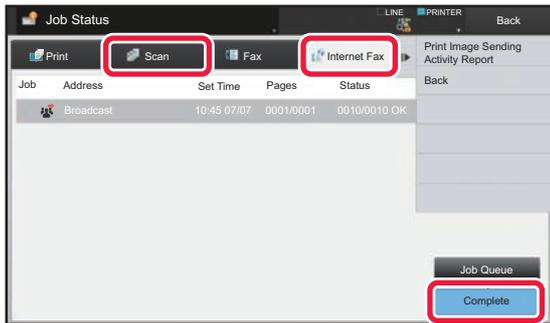 Job Status
LINE
PRINTER
Back
Print
Scan
Fax
Internet Fax
Print Image Sending
Activity Report
Back
Job Address Set Time Pages Status
Broadcast 10:45 07/07 0001/0001 0010/0010 OK
Job Queue
Complete